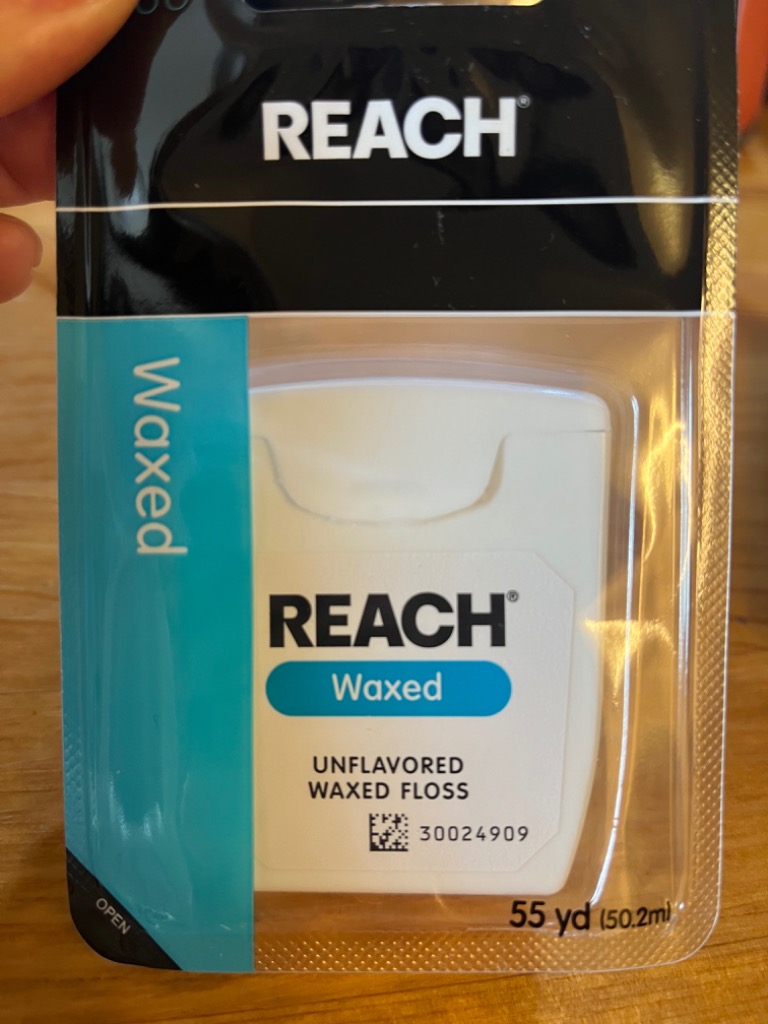 REACH®
Waxed
REACH®
Waxed
UNFLAVORED
WAXED FLOSS
30024909
OPEN
55 yd (50.2m)